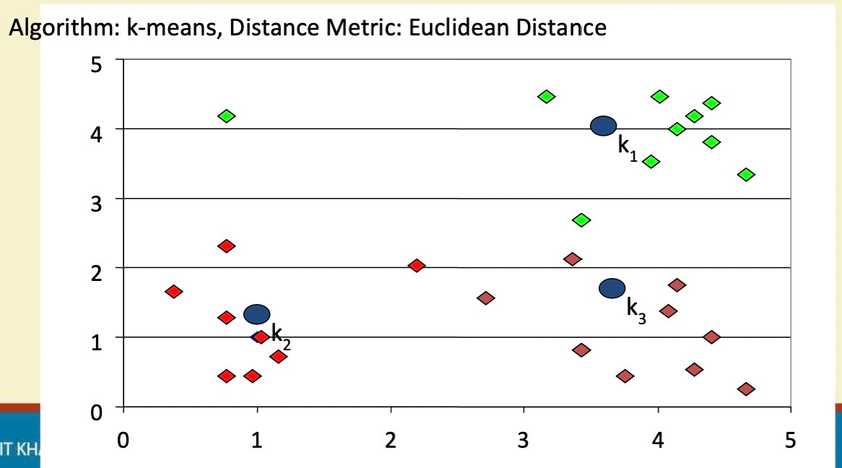 Algorithm: k-means, Distance Metric: Euclidean Distance
5
4
k1
3
2
k3
k2
1
0
0 1 2 3 4 5
IT KH